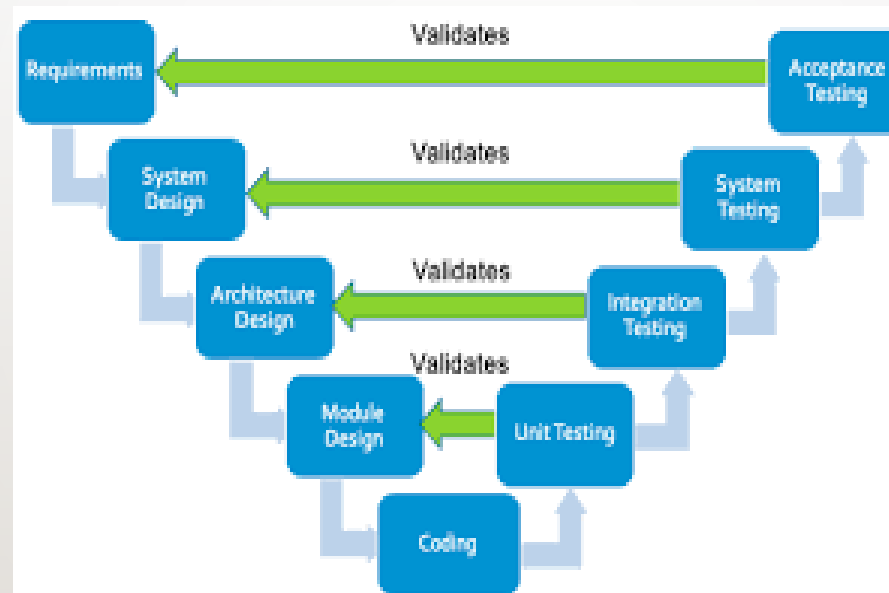 Validates
Requirements
Acceptance
Testing
Validates
System
Design
System
Testing
Validates
Architecture
Design
Integration
Testing
Validates
Module
Design
Unit Testing
Coding